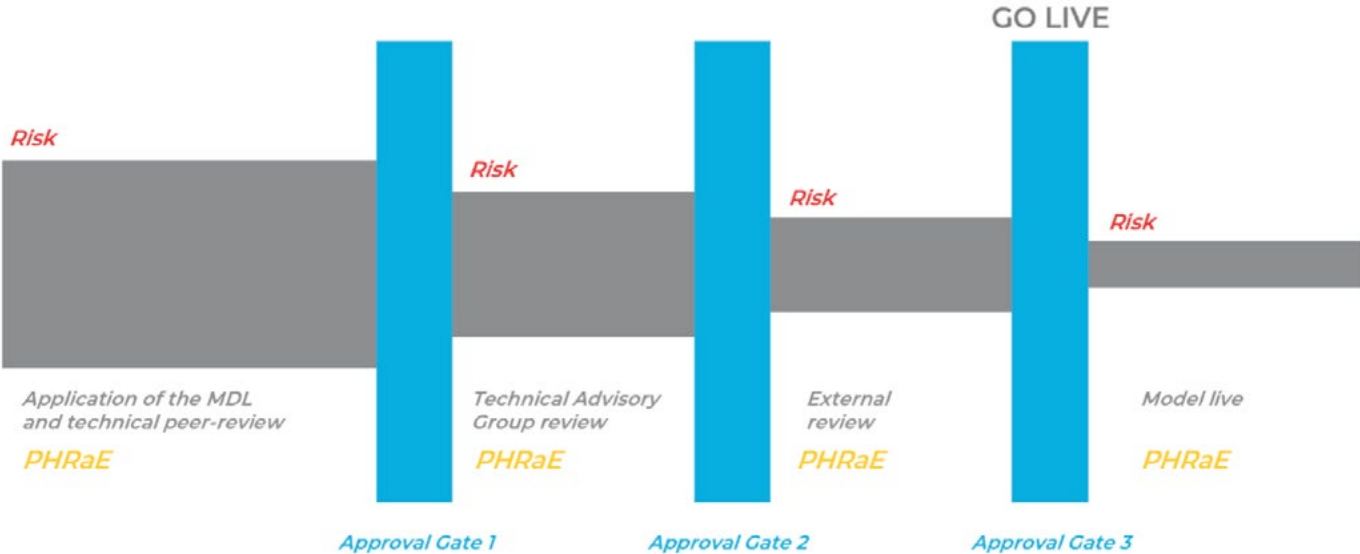 GO LIVE
Risk
Risk
Risk
Risk
Application of the MDL
and technical peer-review
PHRaE
Technical Advisory
Group review
PHRaE
External
review
PHRaE
Model live
PHRaE
Approval Gate 1
Approval Gate 2
Approval Gate 3